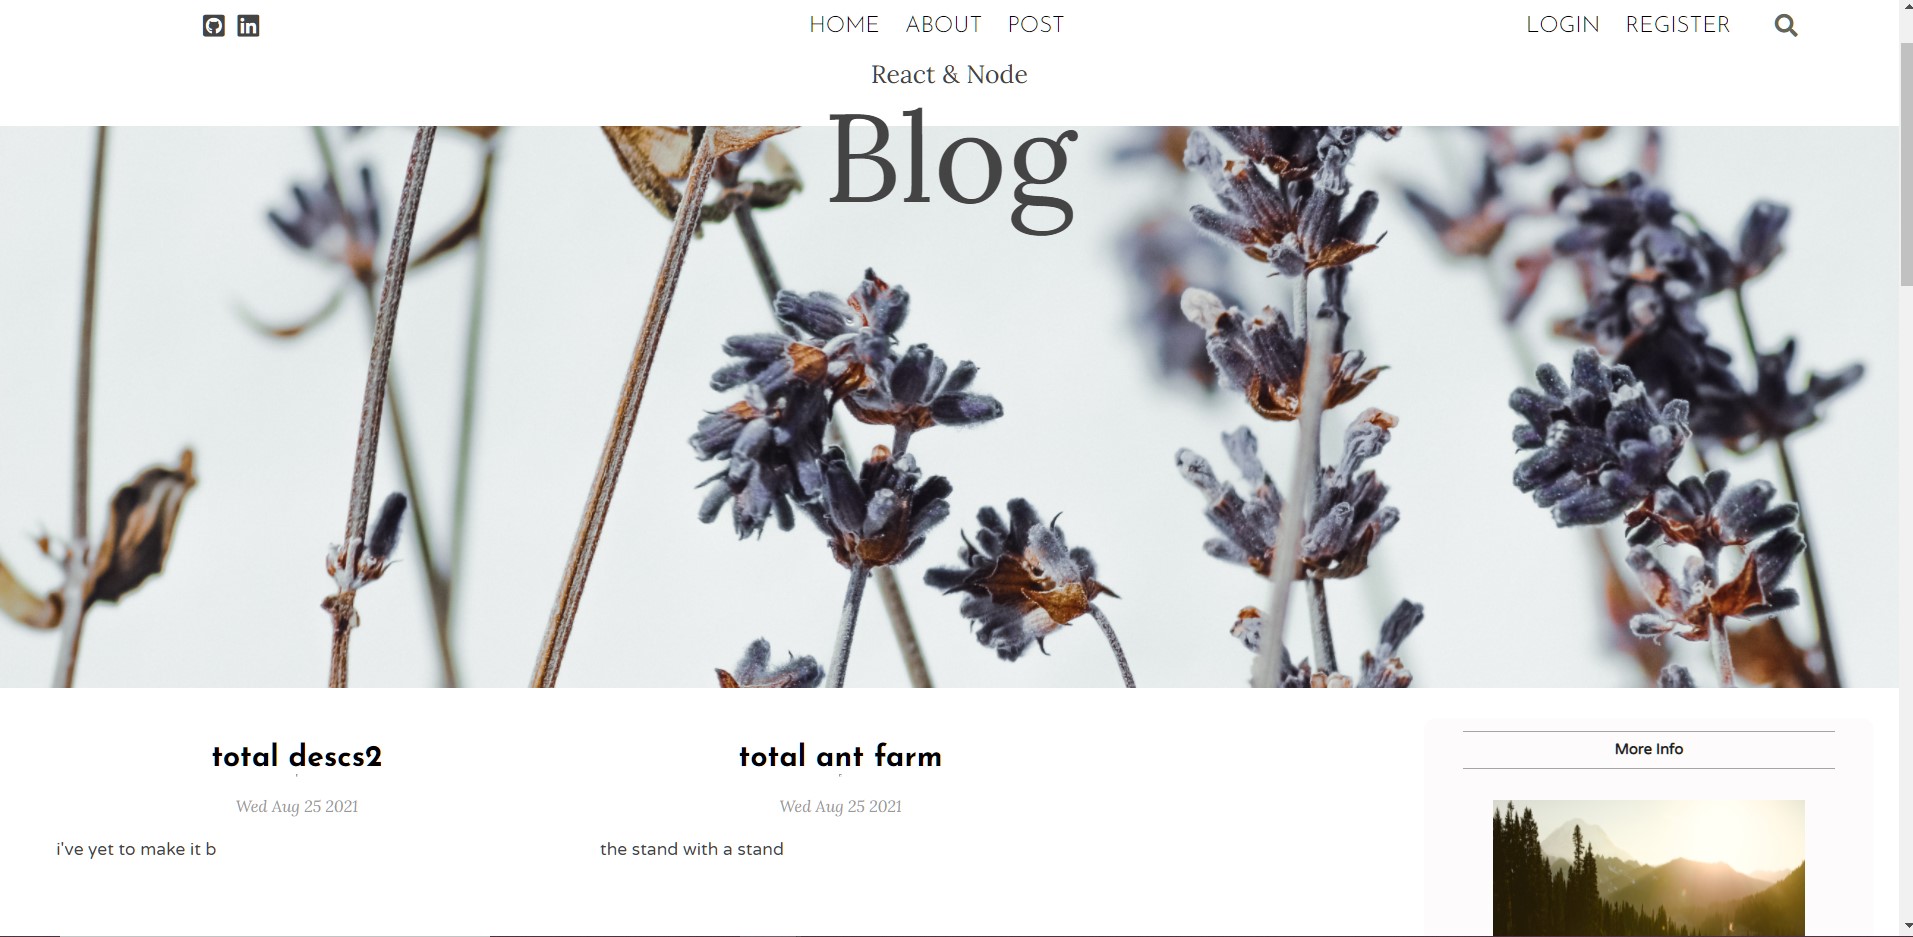 HOME ABOUT POST LOGIN REGISTER
React & Node
Blog
total descs2
Wed Aug 25 2021
i've yet to make it b
total ant farm
Wed Aug 25 2021
the stand with a stand
More Info